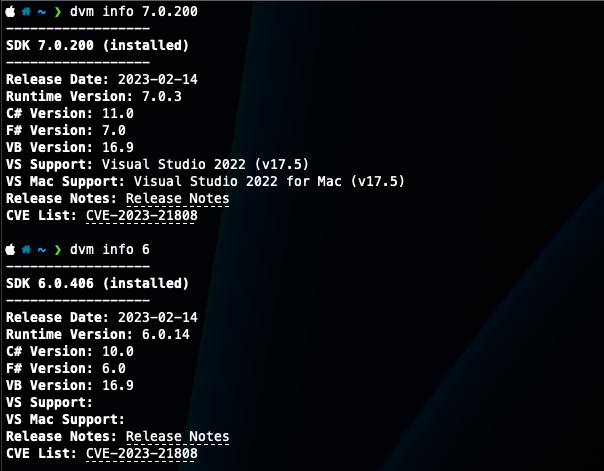 ~ ❯ dvm info 7.0.200
------------------
SDK 7.0.200 (installed)
------------------
Release Date: 2023-02-14
Runtime Version: 7.0.3
C# Version: 11.0
F# Version: 7.0
VB Version: 16.9
VS Support: Visual Studio 2022 (v17.5)
VS Mac Support: Visual Studio 2022 for Mac (v17.5)
Release Notes: Release Notes
CVE List: CVE-2023-21808
~ ❯ dvm info 6
------------------
SDK 6.0.406 (installed)
------------------
Release Date: 2023-02-14
Runtime Version: 6.0.14
C# Version: 10.0
F# Version: 6.0
VB Version: 16.9
VS Support:
VS Mac Support:
Release Notes: Release Notes
CVE List: CVE-2023-21808